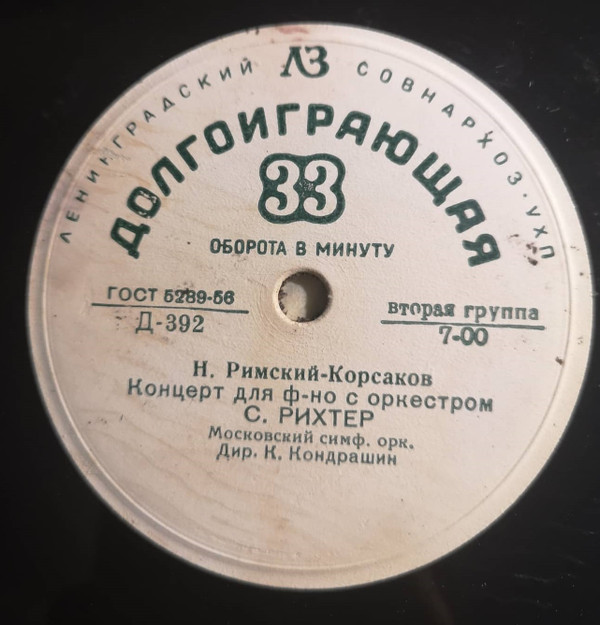 ЛЕНИНГРАДСКИЙ ЛЗ СОВНАРХОЗ·УХП
ДОЛГОИГРАЮЩАЯ
33
ОБОРОТА В МИНУТУ
ГОСТ 5289-56
Д-392
вторая группа
7-00
Н. Римский-Корсаков
Концерт для ф-но с оркестром
С. РИХТЕР
Московский симф. орк.
Дир. К. Кондрашин